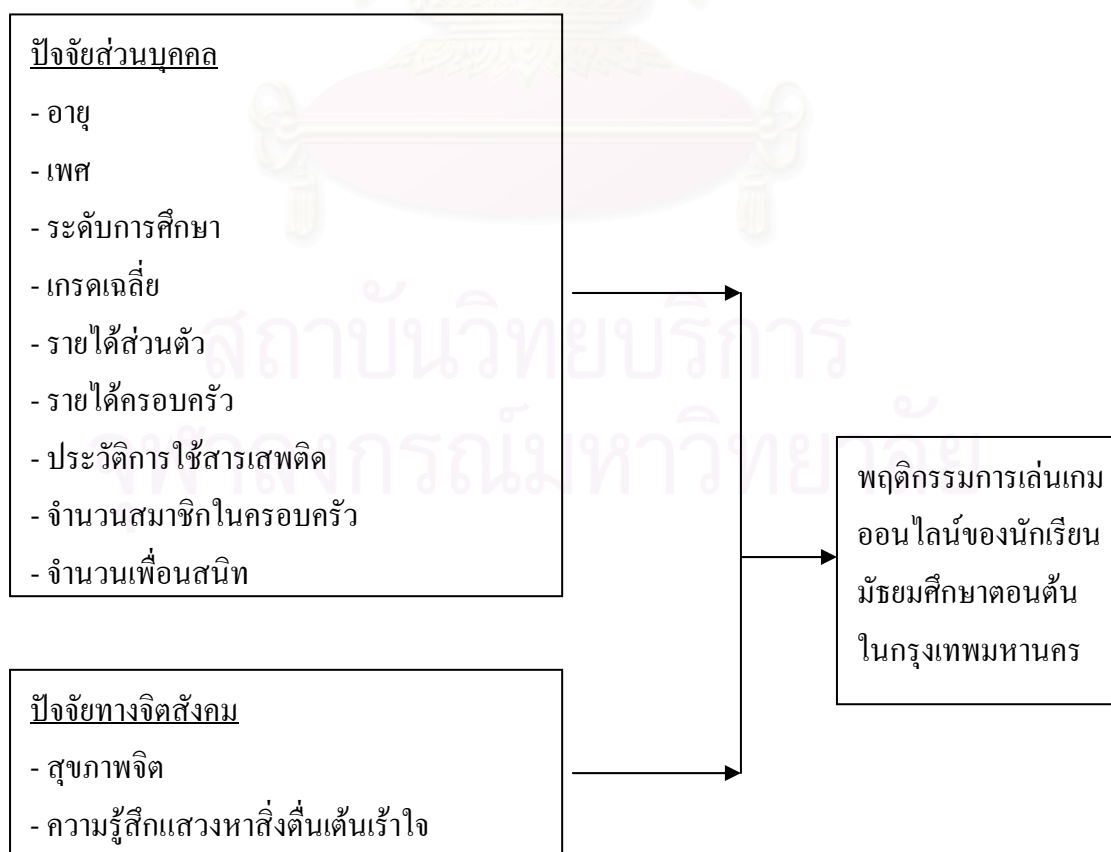 ปัจจัยส่วนบุคคล
- อายุ
- เพศ
- ระดับการศึกษา
- เกรดเฉลี่ย
- รายได้ส่วนตัว
- รายได้ครอบครัว
- ประวัติการใช้สารเสพติด
- จำนวนสมาชิกในครอบครัว
- จำนวนเพื่อนสนิท
ปัจจัยทางจิตสังคม
- สุขภาพจิต
- ความรู้สึกแสวงหาสิ่งตื่นเต้นเร้าใจ
พฤติกรรมการเล่นเกม
ออนไลน์ของนักเรียน
มัธยมศึกษาตอนต้น
ในกรุงเทพมหานคร
สถาบันวิทยบริการ
จุฬาลงกรณ์มหาวิทยาลัย